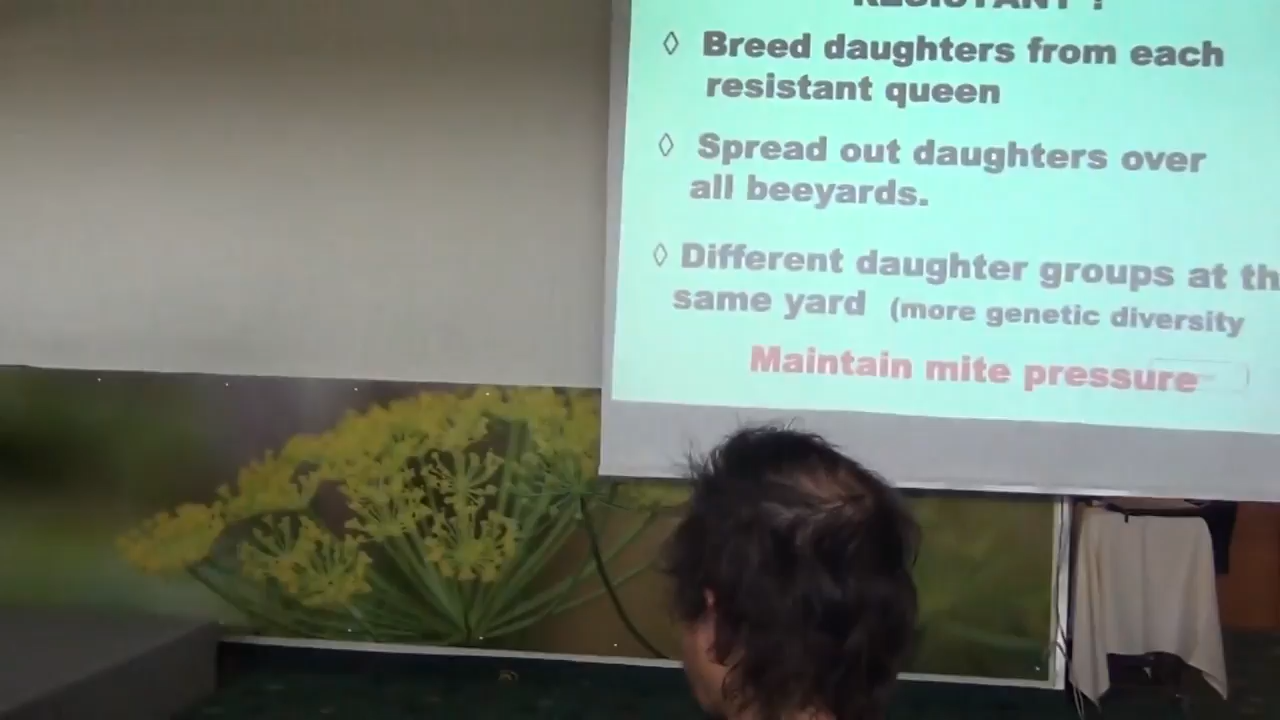 RESISTANT ?
◊ Breed daughters from each
resistant queen
◊ Spread out daughters over
all beeyards.
◊ Different daughter groups at th
same yard (more genetic diversity
Maintain mite pressure